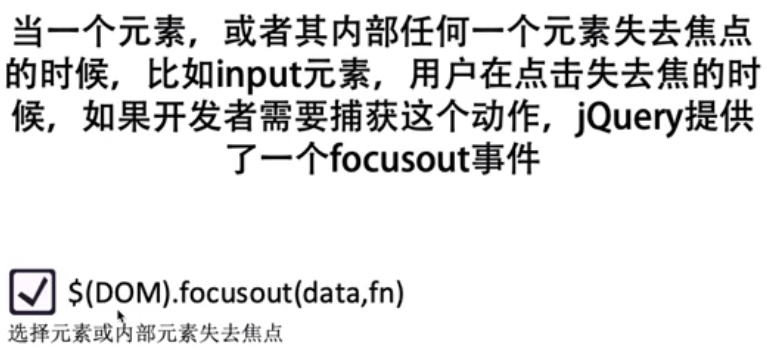 当一个元素，或者其内部任何一个元素失去焦点
的时候，比如input元素，用户在点击失去焦的时
候，如果开发者需要捕获这个动作，jQuery提供
了一个focusout事件
$(DOM).focusout(data,fn)
选择元素或内部元素失去焦点